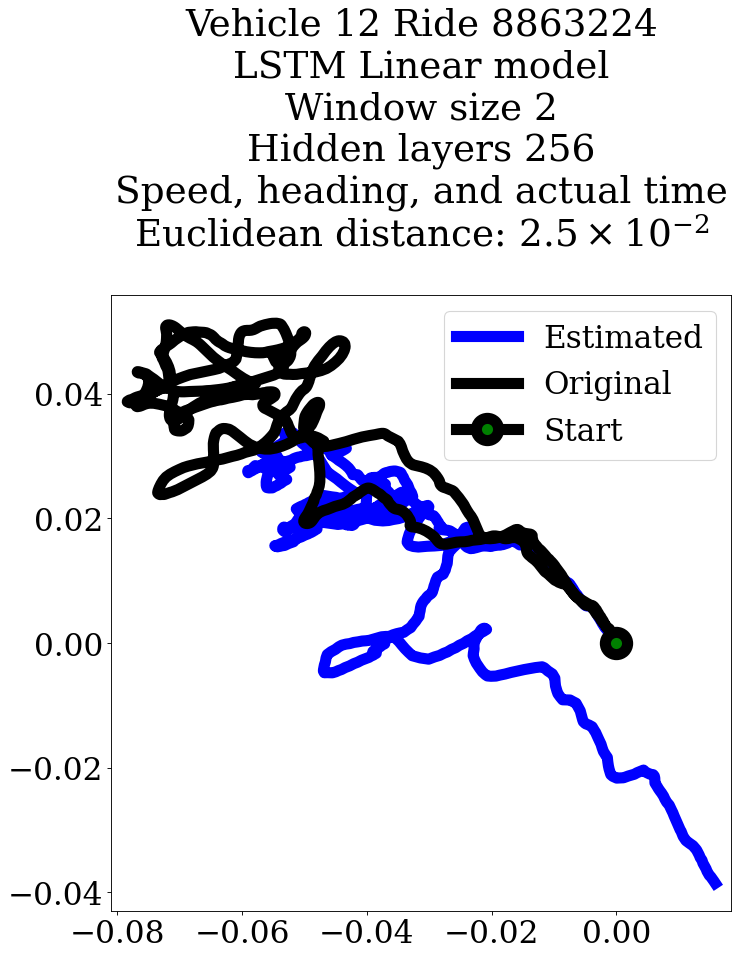 Vehicle 12 Ride 8863224
LSTM Linear model
Window size 2
Hidden layers 256
Speed, heading, and actual time
Euclidean distance: 2.5 × 10⁻²
Estimated
Original
Start
0.04
0.02
0.00
−0.02
−0.04
−0.08 −0.06 −0.04 −0.02 0.00